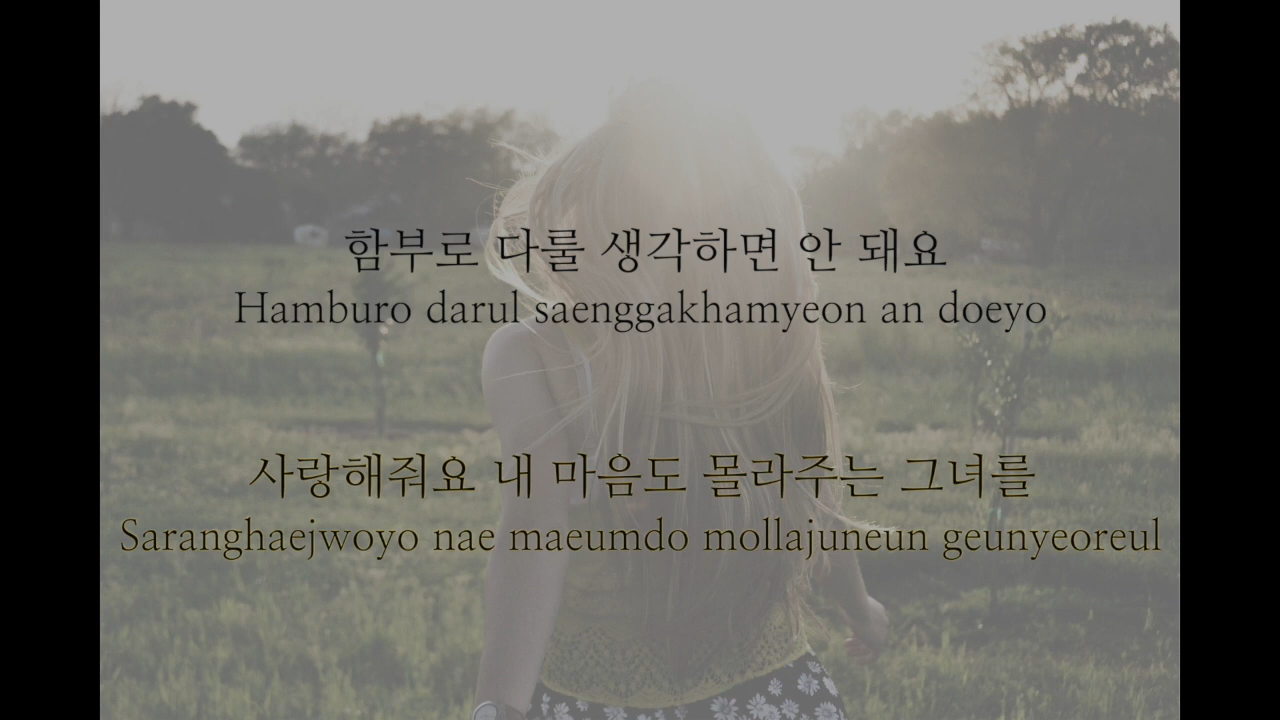 함부로 다룰 생각하면 안 돼요
Hamburo darul saenggakhamyeon an doeyo
사랑해줘요 내 마음도 몰라주는 그녀를
Saranghaejwoyo nae maeumdo mollajuneun geunyeoreul